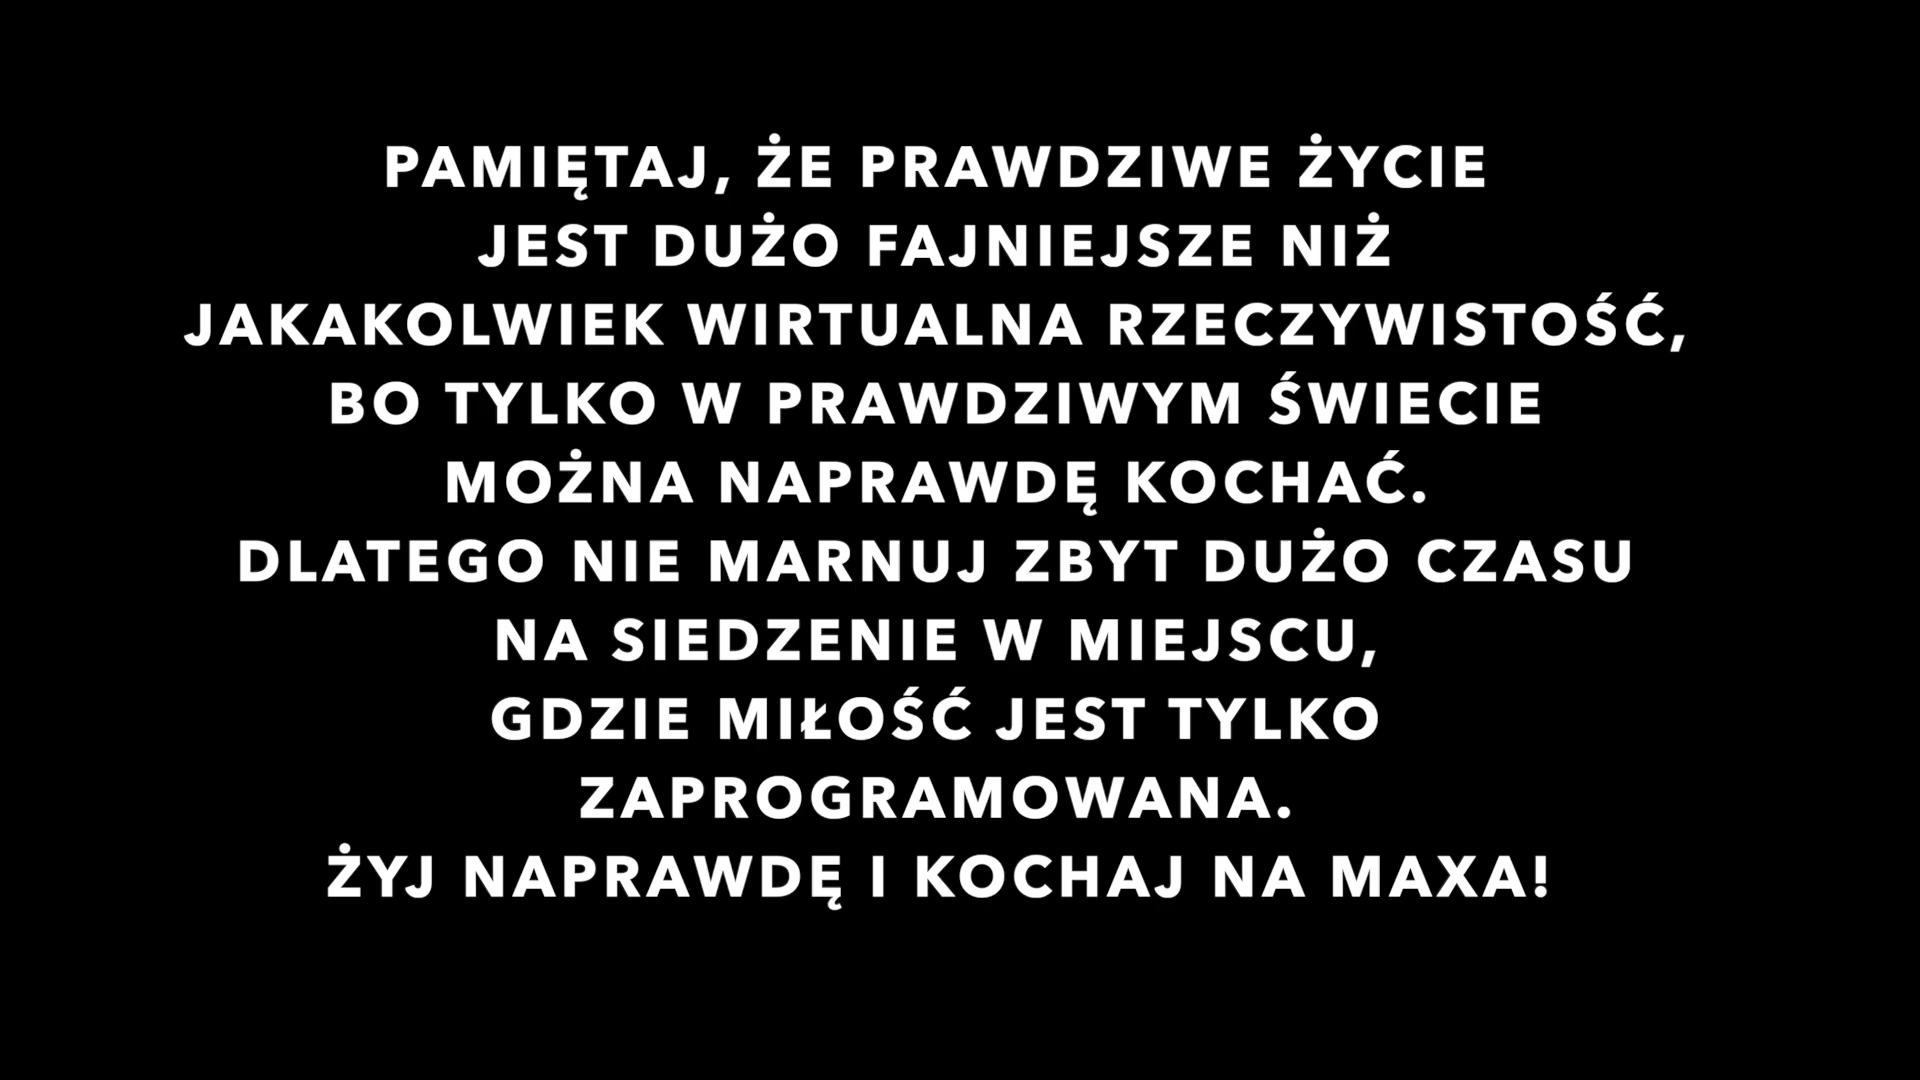 PAMIĘTAJ, ŻE PRAWDZIWE ŻYCIE
JEST DUŻO FAJNIEJSZE NIŻ
JAKAKOLWIEK WIRTUALNA RZECZYWISTOŚĆ,
BO TYLKO W PRAWDZIWYM ŚWIECIE
MOŻNA NAPRAWDĘ KOCHAĆ.
DLATEGO NIE MARNUJ ZBYT DUŻO CZASU
NA SIEDZENIE W MIEJSCU,
GDZIE MIŁOŚĆ JEST TYLKO
ZAPROGRAMOWANA.
ŻYJ NAPRAWDĘ I KOCHAJ NA MAXA!